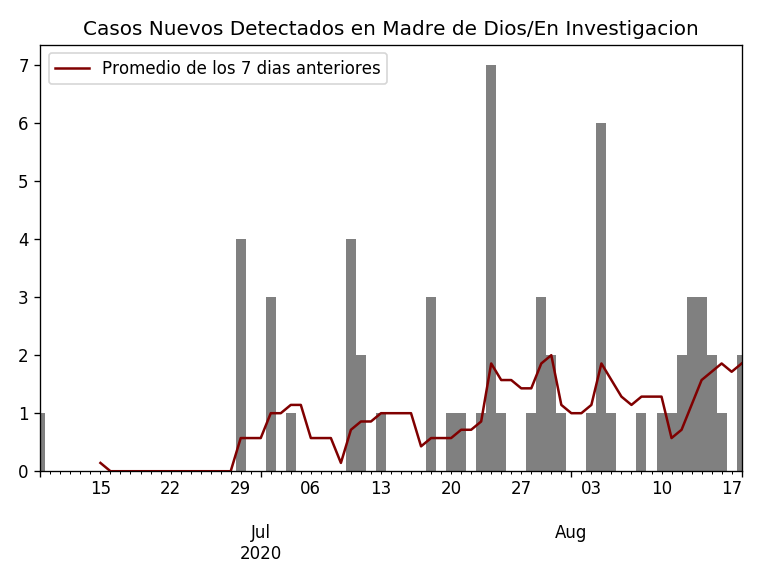 Casos Nuevos Detectados en Madre de Dios/En Investigacion
Promedio de los 7 dias anteriores
7
6
5
4
3
2
1
0
15 22 29 06 13 20 27 03 10 17
Jul Aug
2020